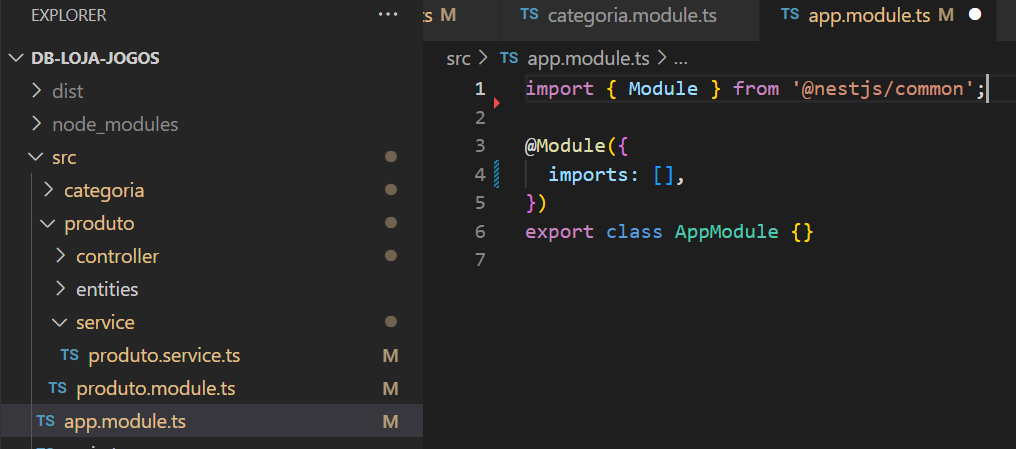 EXPLORER
DB-LOJA-JOGOS
dist
node_modules
src
categoria
produto
controller
entities
service
TS produto.service.ts M
TS produto.module.ts M
TS app.module.ts M
ts M
TS categoria.module.ts
TS app.module.ts M
src > TS app.module.ts > ...
1 import { Module } from '@nestjs/common';
2
3 @Module({
4 imports: [],
5 })
6 export class AppModule {}
7